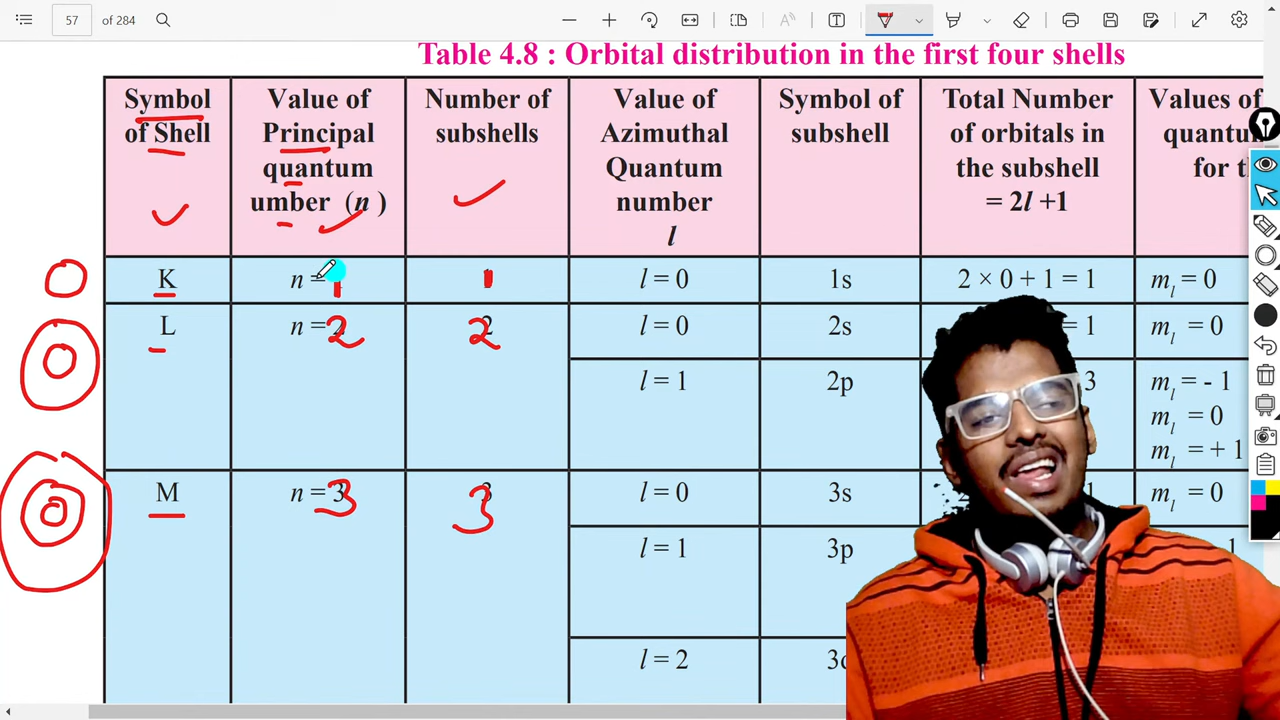 57 of 284
Table 4.8 : Orbital distribution in the first four shells
Symbol of Shell
Value of Principal quantum umber (n )
Number of subshells
Value of Azimuthal Quantum number l
Symbol of subshell
Total Number of orbitals in the subshell = 2l +1
Values of
K n = 1 1 l = 0 1s 2 × 0 + 1 = 1 ml = 0
L n = 2 2 l = 0 2s = 1 ml = 0
l = 1 2p 3 ml = - 1
ml = 0
ml = + 1
M n = 3 3 l = 0 3s 1 ml = 0
l = 1 3p 1
l = 2